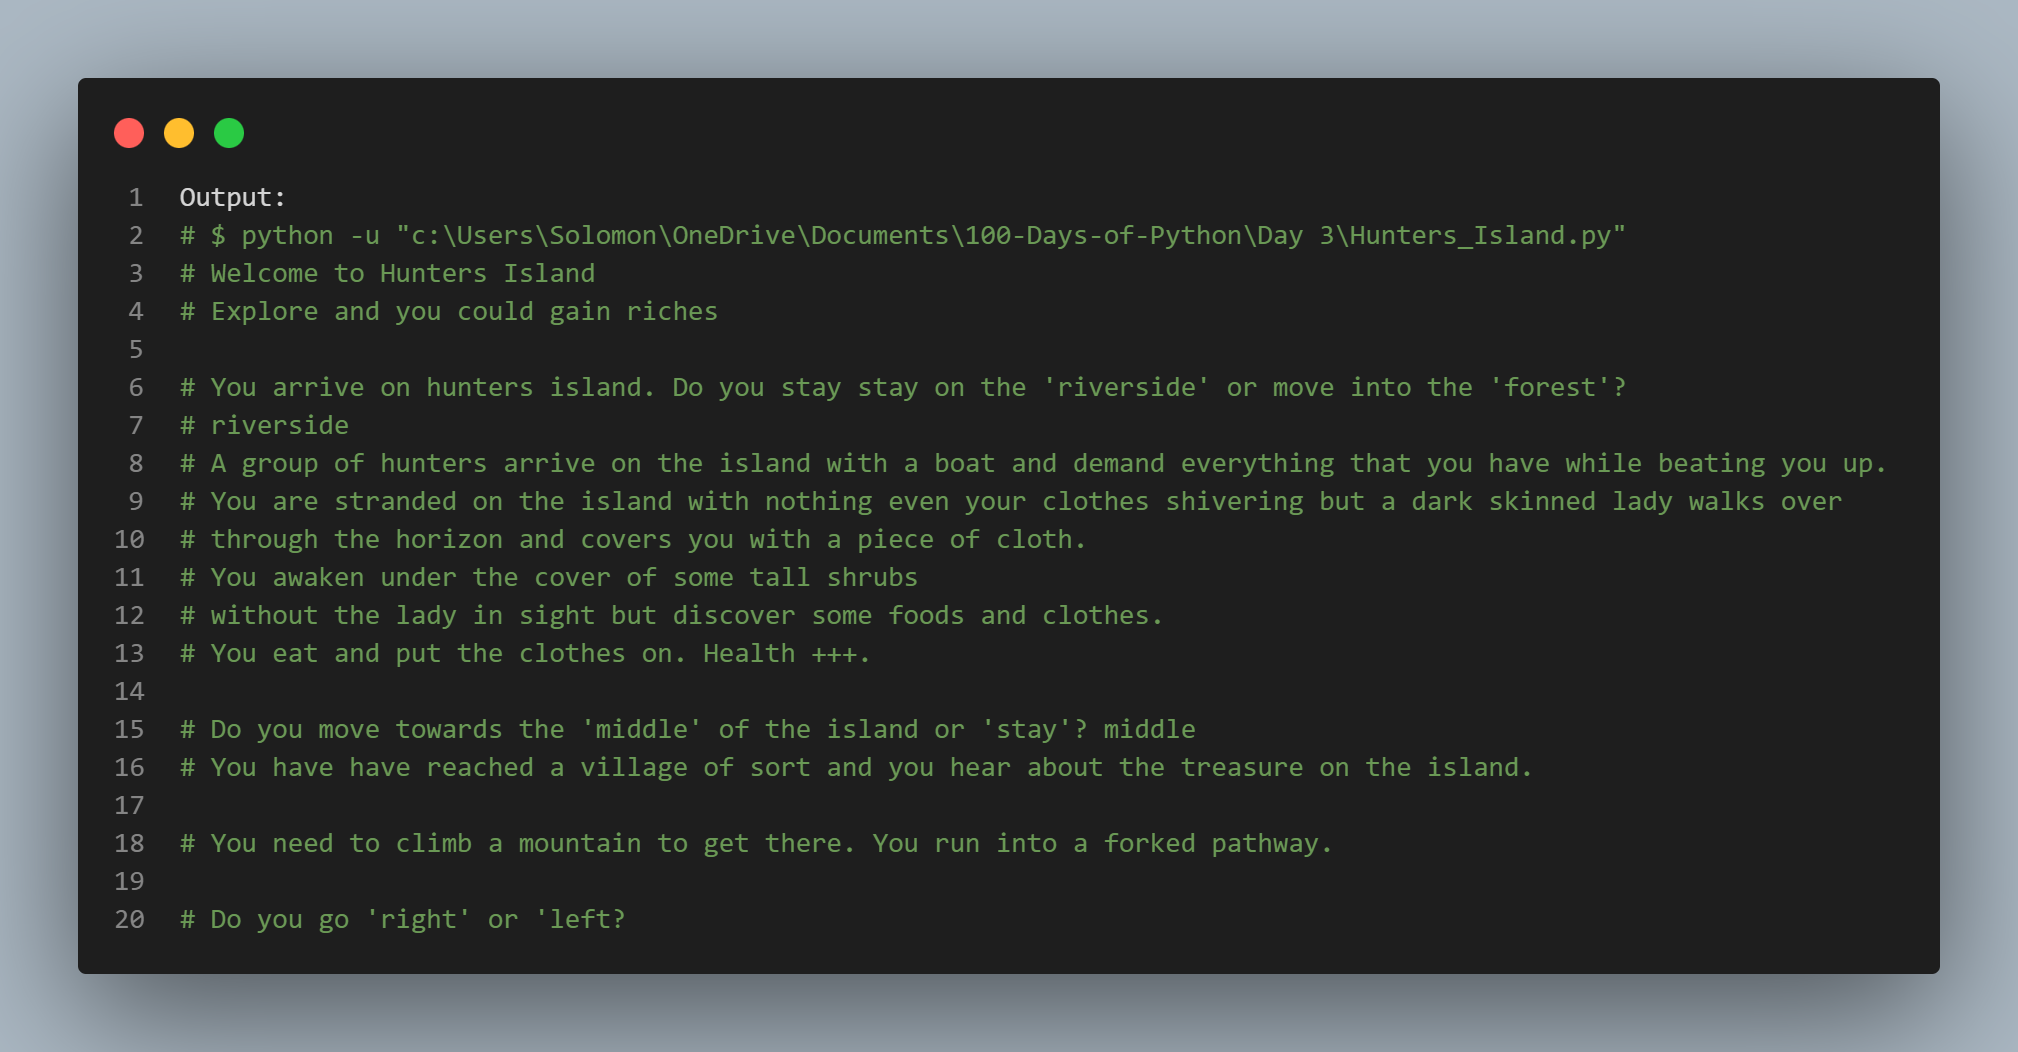 1 Output:
2 # $ python -u "c:\Users\Solomon\OneDrive\Documents\100-Days-of-Python\Day 3\Hunters_Island.py"
3 # Welcome to Hunters Island
4 # Explore and you could gain riches
5
6 # You arrive on hunters island. Do you stay stay on the 'riverside' or move into the 'forest'?
7 # riverside
8 # A group of hunters arrive on the island with a boat and demand everything that you have while beating you up.
9 # You are stranded on the island with nothing even your clothes shivering but a dark skinned lady walks over
10 # through the horizon and covers you with a piece of cloth.
11 # You awaken under the cover of some tall shrubs
12 # without the lady in sight but discover some foods and clothes.
13 # You eat and put the clothes on. Health +++.
14
15 # Do you move towards the 'middle' of the island or 'stay'? middle
16 # You have have reached a village of sort and you hear about the treasure on the island.
17
18 # You need to climb a mountain to get there. You run into a forked pathway.
19
20 # Do you go 'right' or 'left?